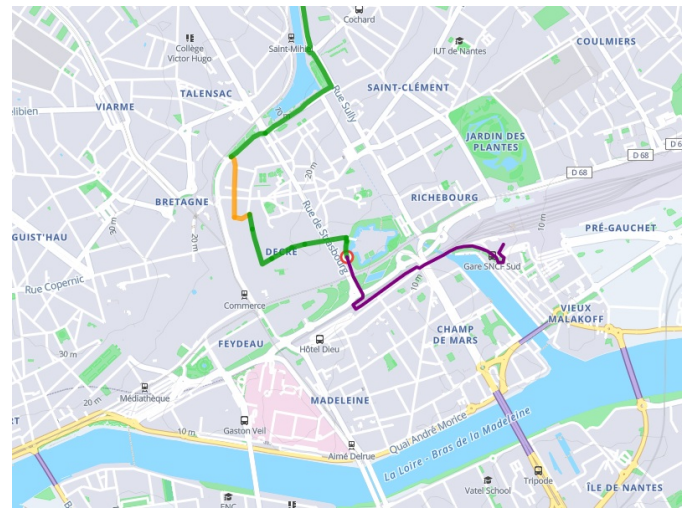 Cochard
Collège
Victor Hugo
Saint-Mihiel
IUT de Nantes
COULMIERS
TALENSAC
SAINT-CLÉMENT
VIARME
Rue Sully
JARDIN DES
PLANTES
20 m
D 68
D 68
D 68
BRETAGNE
RICHEBOURG
30 m
20 m
Rue de Strasbourg
10 m
PRÉ-GAUCHET
GUIST'HAU
DECRÉ
Gare SNCF Sud
Rue Copernic
10 m
Commerce
VIEUX
MALAKOFF
CHAMP
DE MARS
FEYDEAU
Hôtel Dieu
30 m
Médiathèque
20 m
MADELEINE
10 m
Gaston Veil
Quai André Morice
Aimé Delrue
La Loire - Bras de la Madeleine
Tripode
Vatel School
ÎLE DE NANTES